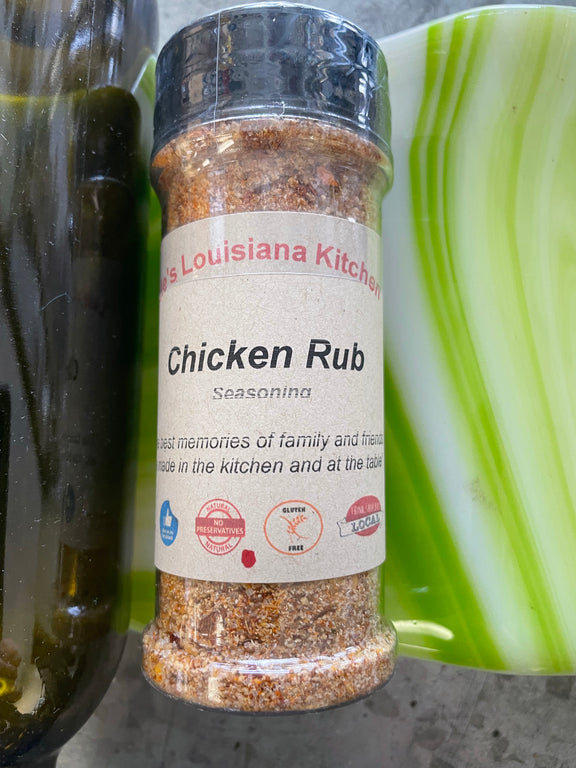 's Louisiana Kitchen
Chicken Rub
Seasoning
best memories of family and friends
made in the kitchen and at the table
NATURAL
NO
PRESERVATIVES
NATURAL
GLUTEN
FREE
LOCAL